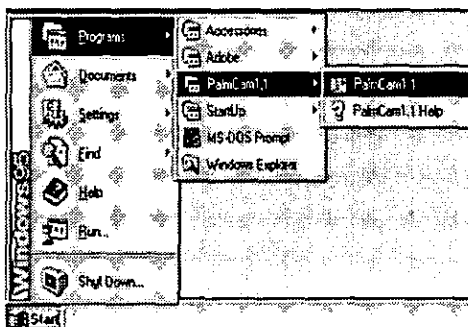 Programs
Documents
Settings
Find
Help
Run...
Shut Down...
Start
Accessories
Adobe
PalmCam1.1
StartUp
MS-DOS Prompt
Windows Explorer
PalmCam1.1
PalmCam1.1 Help